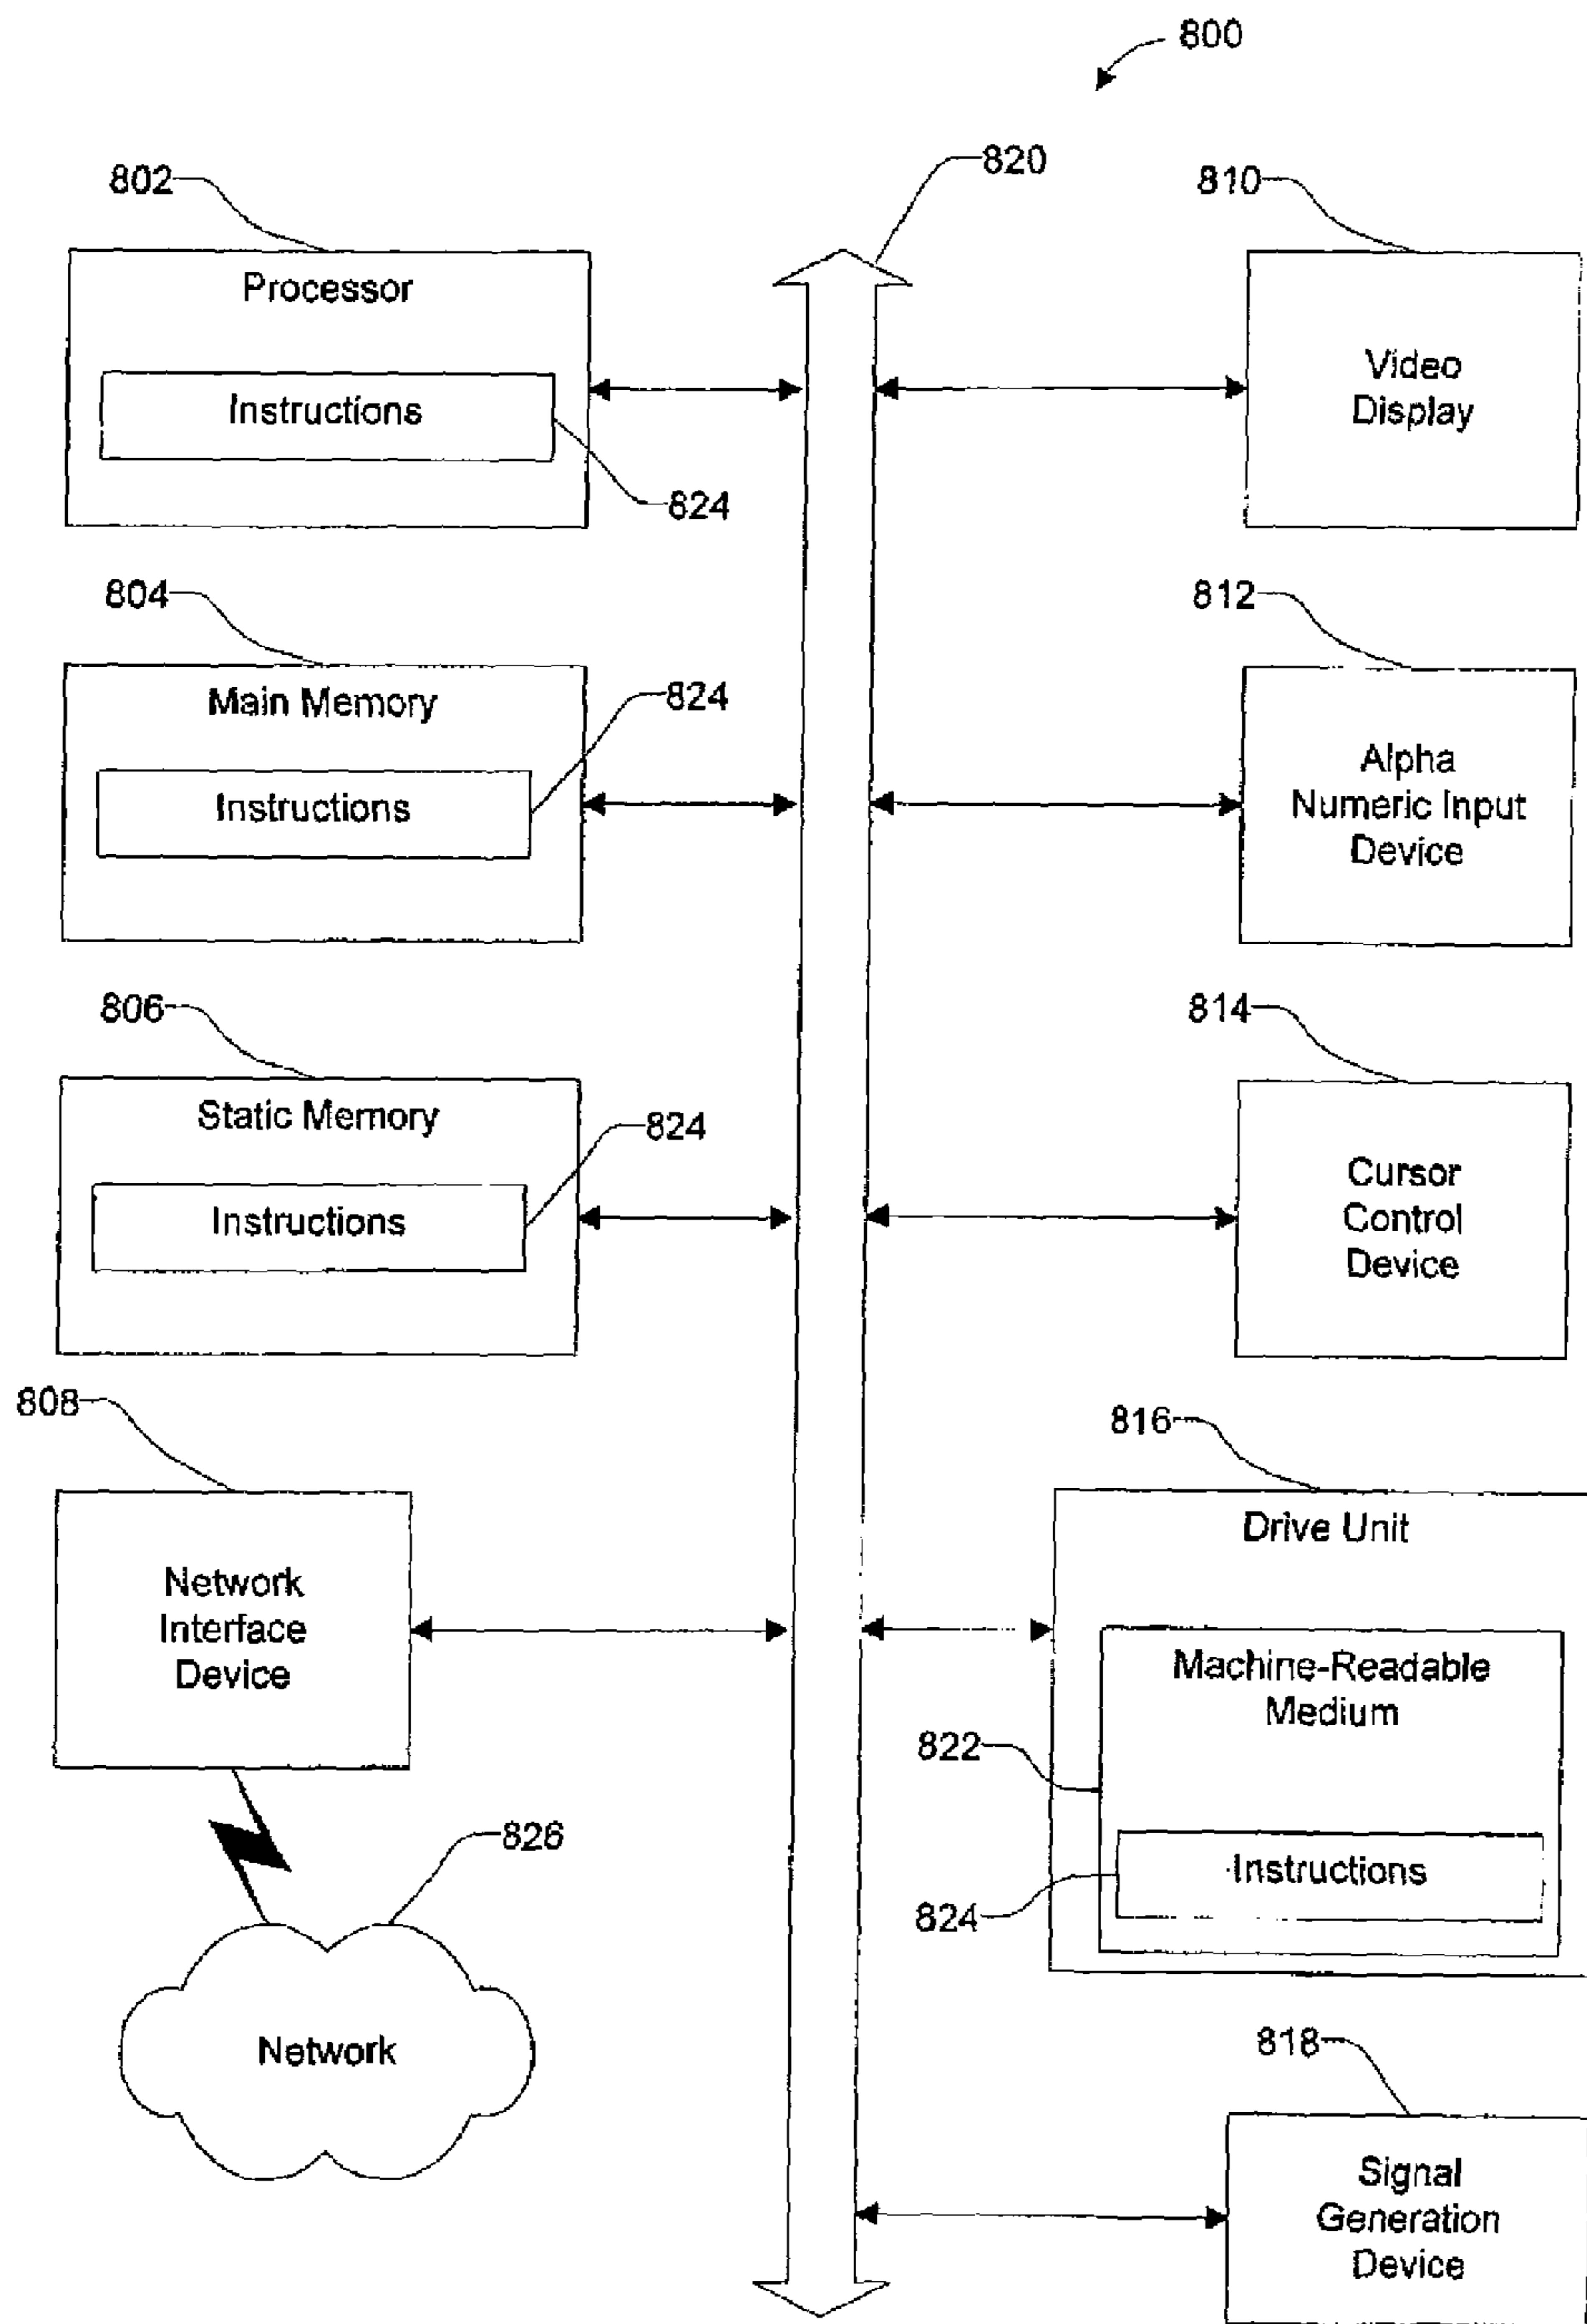 800
820
802
810
Processor
Instructions
824
Video
Display
804
812
Main Memory
824
Instructions
Alpha
Numeric Input
Device
806
814
Static Memory
824
Instructions
Cursor
Control
Device
808
816
Network
Interface
Device
Drive Unit
Machine-Readable
Medium
822
Instructions
824
826
Network
818
Signal
Generation
Device